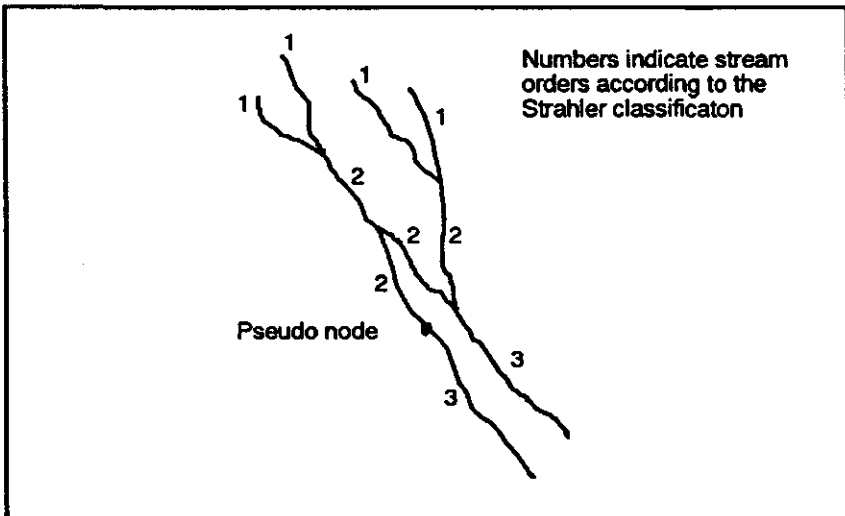 1
1
1
1
Numbers indicate stream
orders according to the
Strahler classificaton
2
2
2
2
Pseudo node
3
3